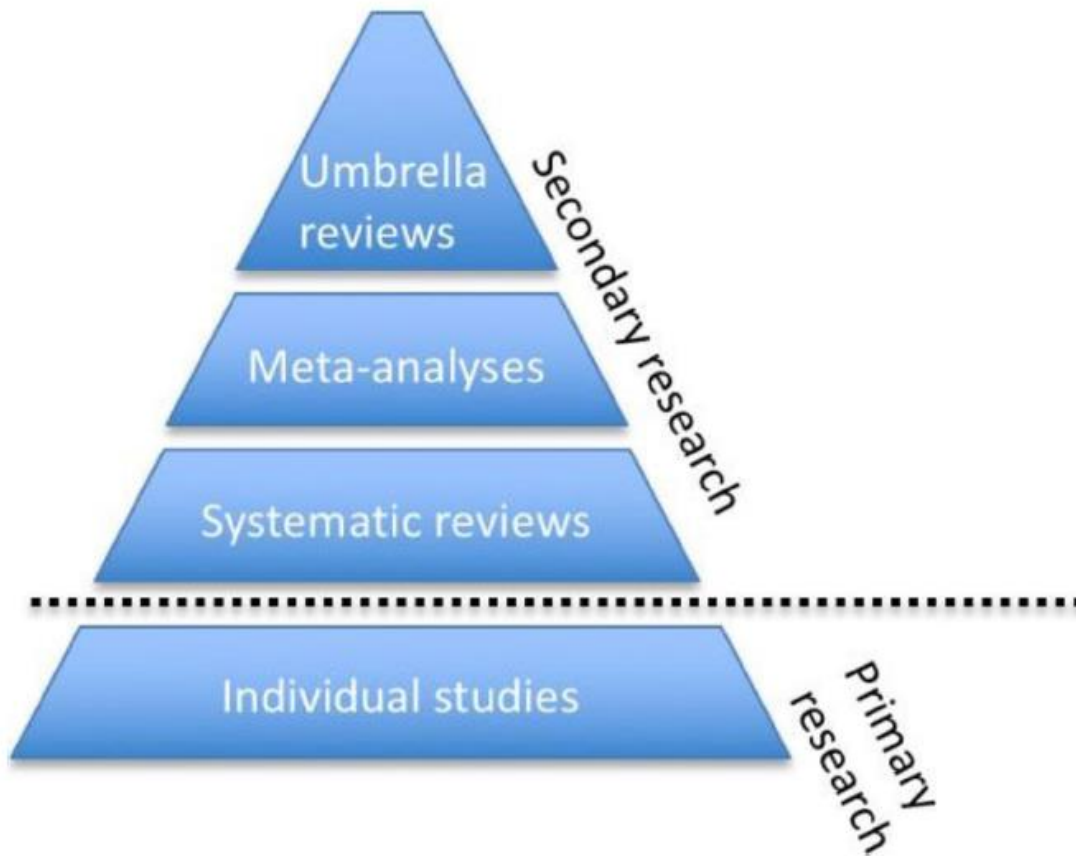 Umbrella
reviews
Secondary research
Meta-analyses
Systematic reviews
Individual studies
Primary
research